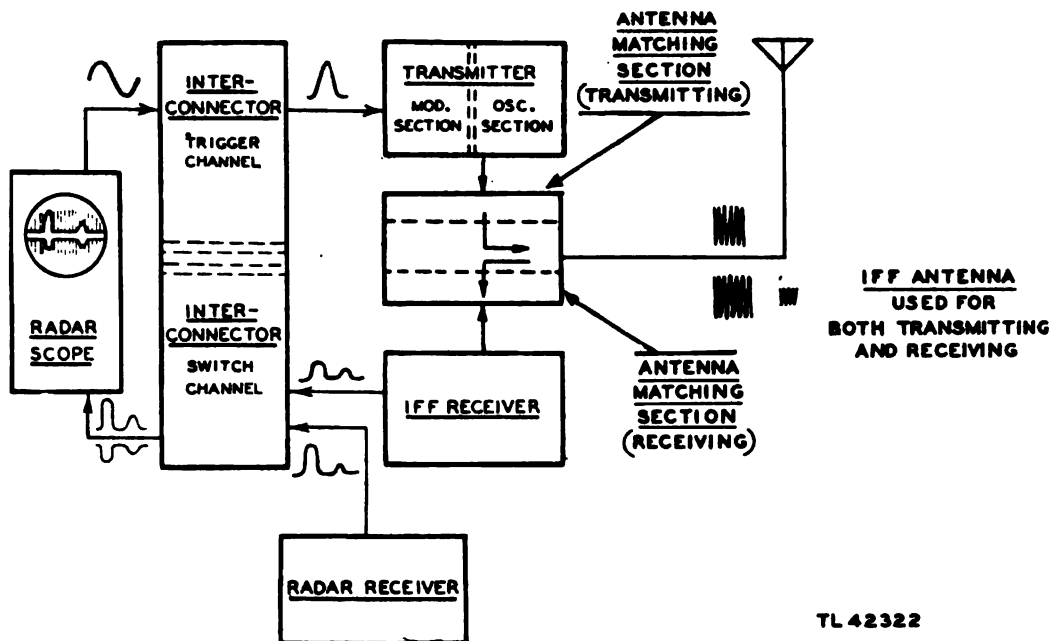 ANTENNA
MATCHING
SECTION
(TRANSMITTING)
INTER-
CONNECTOR
TRIGGER
CHANNEL
TRANSMITTER
MOD.
SECTION
OSC.
SECTION
RADAR
SCOPE
INTER-
CONNECTOR
SWITCH
CHANNEL
IFF RECEIVER
ANTENNA
MATCHING
SECTION
(RECEIVING)
IFF ANTENNA
USED FOR
BOTH TRANSMITTING
AND RECEIVING
RADAR RECEIVER
TL 42322